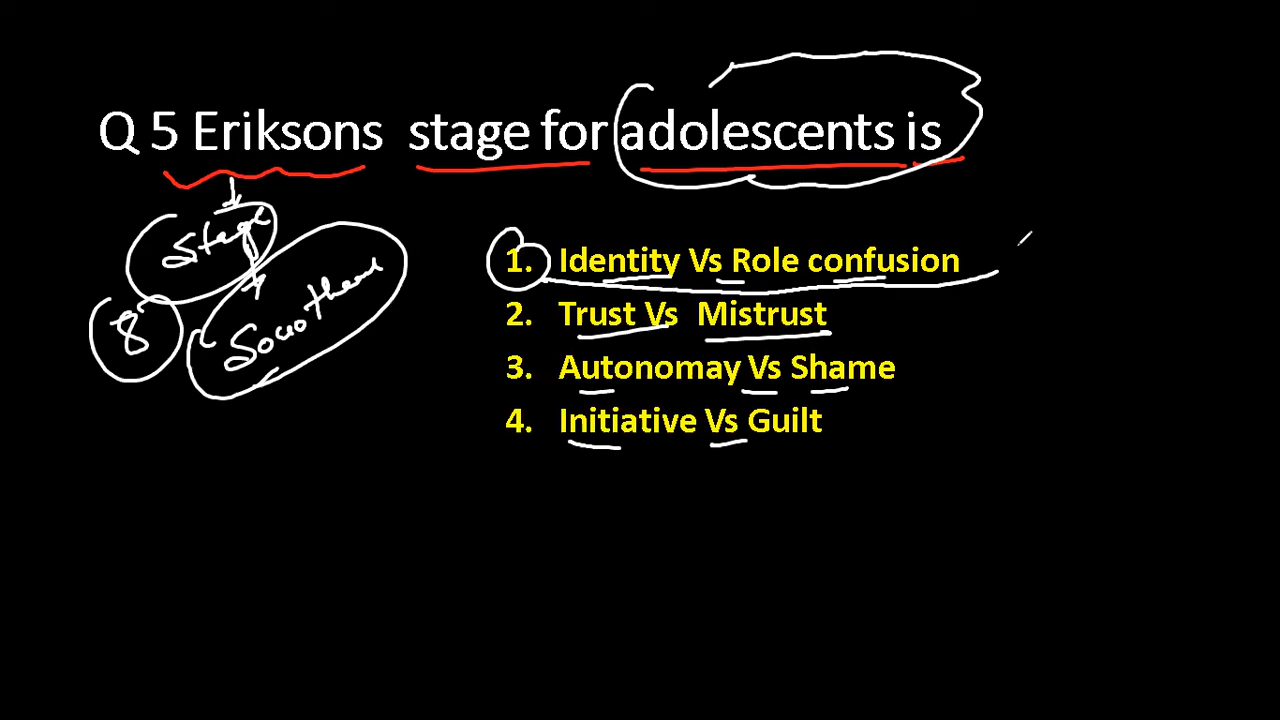 Q 5 Eriksons stage for adolescents is
Stage
8
1. Identity Vs Role confusion
2. Trust Vs Mistrust
3. Autonomay Vs Shame
4. Initiative Vs Guilt